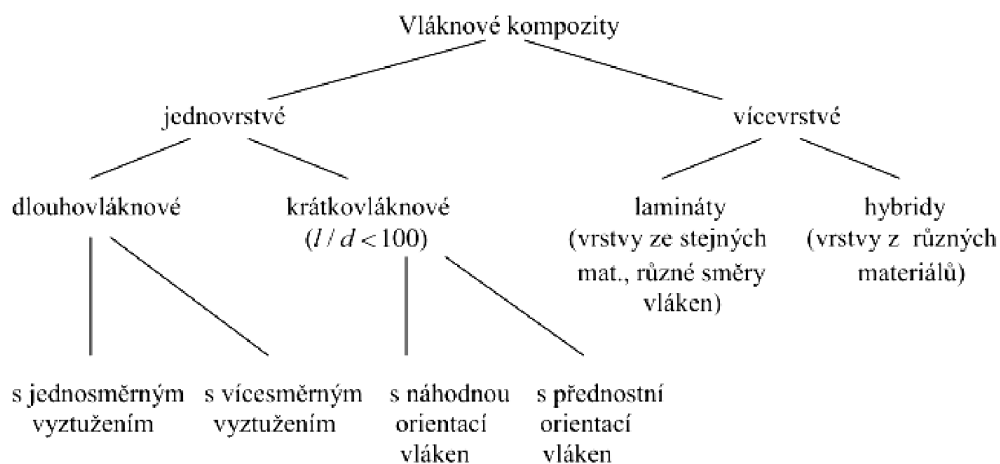 Vláknové kompozity
jednovrstvé
vícevrstvé
dlouhovláknové
krátkovláknové
(l / d < 100)
lamináty
(vrstvy ze stejných
mat., různé směry
vláken)
hybridy
(vrstvy z různých
materiálů)
s jednosměrným
vyztužením
s vícesměrným
vyztužením
s náhodnou
orientací
vláken
s přednostní
orientací
vláken